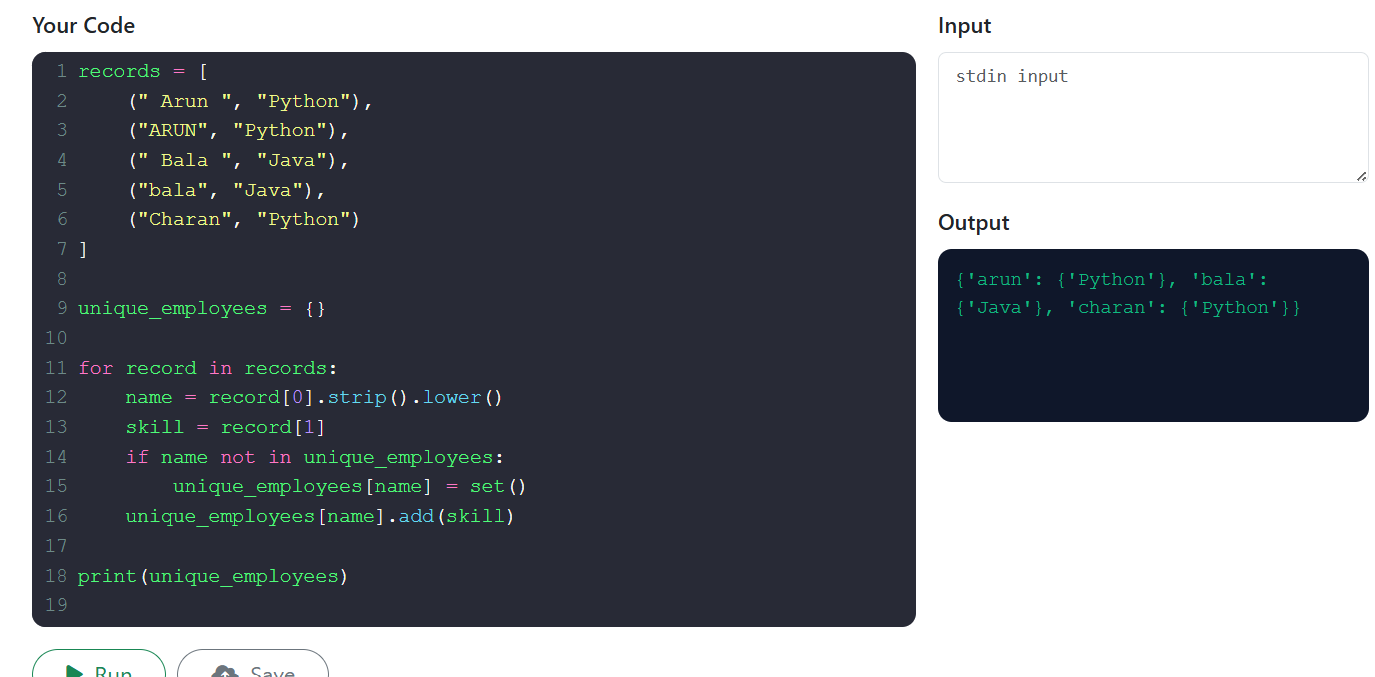 Your Code
1 records = [
2     (" Arun ", "Python"),
3     ("ARUN", "Python"),
4     (" Bala ", "Java"),
5     ("bala", "Java"),
6     ("Charan", "Python")
7 ]
8
9 unique_employees = {}
10
11 for record in records:
12     name = record[0].strip().lower()
13     skill = record[1]
14     if name not in unique_employees:
15         unique_employees[name] = set()
16     unique_employees[name].add(skill)
17
18 print(unique_employees)
19
Run
Save
Input
stdin input
Output
{'arun': {'Python'}, 'bala':
{'Java'}, 'charan': {'Python'}}